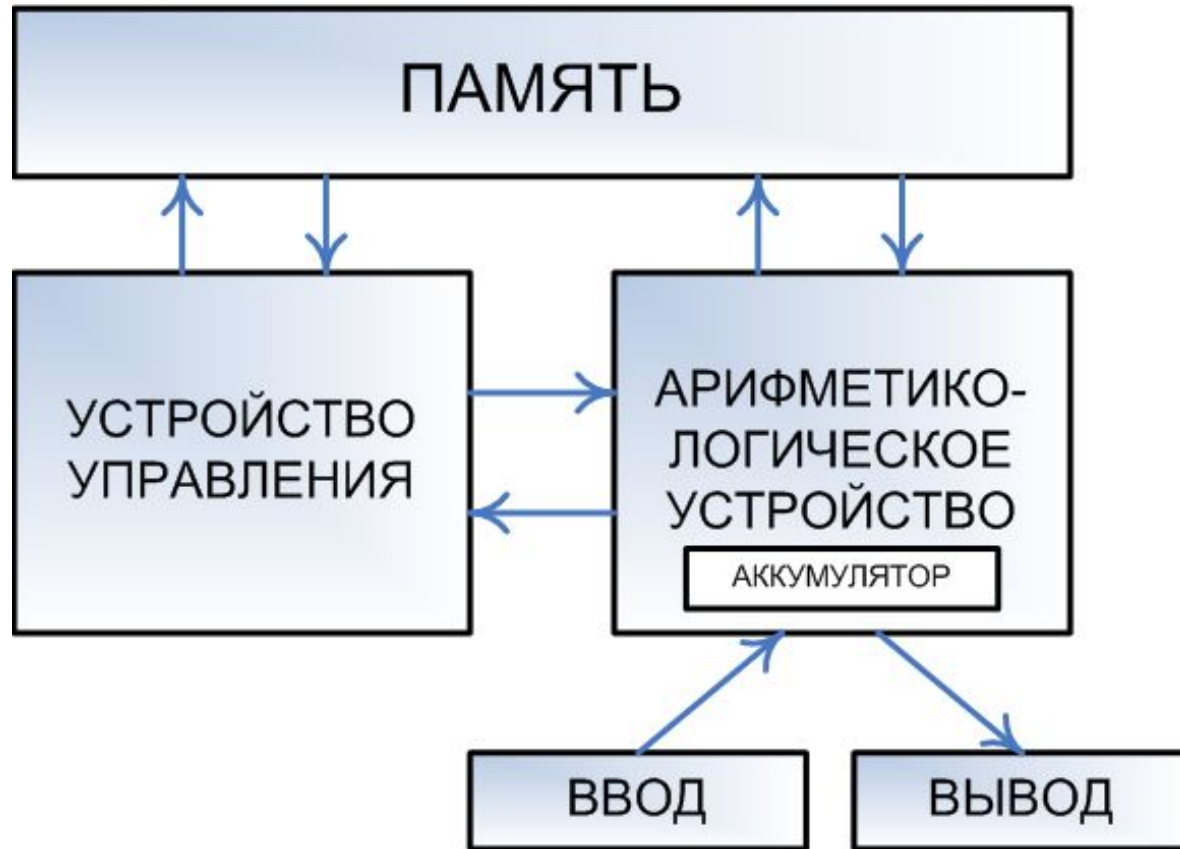 ПАМЯТЬ
УСТРОЙСТВО
УПРАВЛЕНИЯ
АРИФМЕТИКО-
ЛОГИЧЕСКОЕ
УСТРОЙСТВО
АККУМУЛЯТОР
ВВОД
ВЫВОД